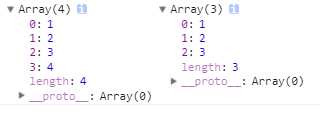 ▼ Array(4) i
0: 1
1: 2
2: 3
3: 4
length: 4
▶ __proto__: Array(0)
▼ Array(3) i
0: 1
1: 2
2: 3
length: 3
▶ __proto__: Array(0)